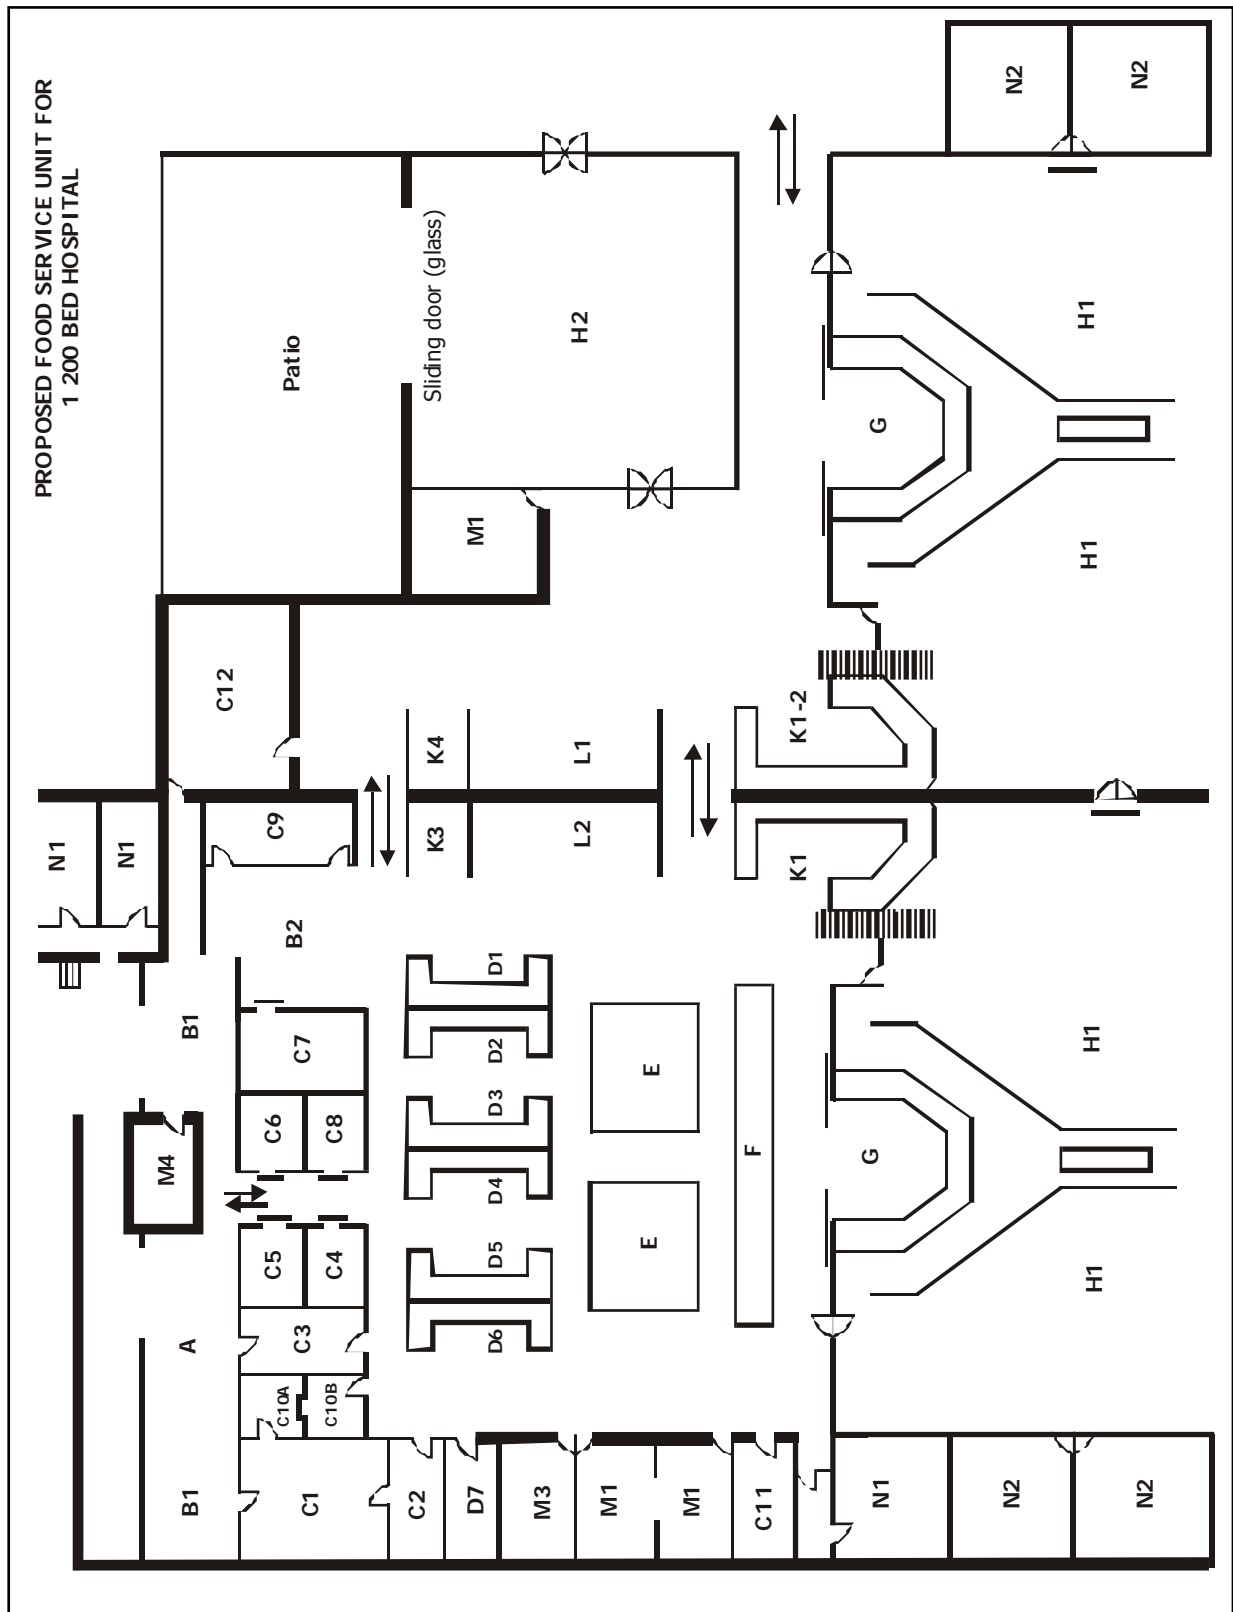 PROPOSED FOOD SERVICE UNIT FOR
1 200 BED HOSPITAL
N1
N1
M4
B1
A
B1
C12
C10A
C5
C6
C9
B2
Patio
C1
C3
C7
C10B
C4
C8
C2
K3
K4
Sliding door (glass)
D7
M1
D6
D5
D4
D3
D2
D1
M3
L2
L1
H2
M1
E
E
M1
F
C11
K1
K1-2
G
G
N1
N2
N2
H1
H1
H1
H1
N2
N2